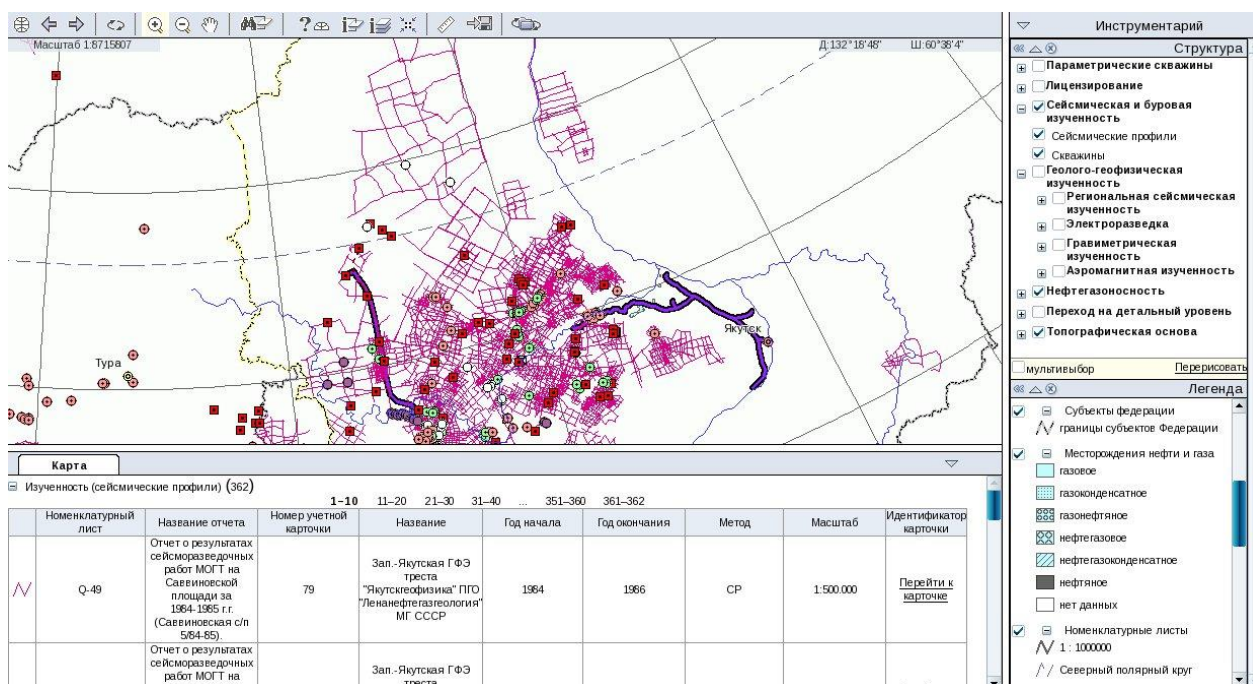 Масштаб 1:8715807
Д:132°18'48" Ш:60°38'4"
Тура
Якутск
Карта
Изученность (сейсмические профили) (362)
1–10 11–20 21–30 31–40 ... 351–360 361–362
Номенклатурный лист
Название отчета
Номер учетной карточки
Название
Год начала
Год окончания
Метод
Масштаб
Идентификатор карточки
Q-49
Отчет о результатах
сейсморазведочных
работ МОГТ на
Саввиновской
площади за
1984-1985 г.г.
(Саввиновская с/п
5/84-85).
79
Зап.-Якутская ГФЭ
треста
"Якутскгеофизика" ПГО
"Ленанефтегазгеология"
МГ СССР
1984
1986
СР
1:500.000
Перейти к
карточке
Отчет о результатах
сейсморазведочных
работ МОГТ на
Зап.-Якутская ГФЭ
треста
Инструментарий
Структура
Параметрические скважины
Лицензирование
Сейсмическая и буровая
изученность
Сейсмические профили
Скважины
Геолого-геофизическая
изученность
Региональная сейсмическая
изученность
Электроразведка
Гравиметрическая
изученность
Аэромагнитная изученность
Нефтегазоносность
Переход на детальный уровень
Топографическая основа
мультивыбор
Перерисовать
Легенда
Субъекты федерации
границы субъектов Федерации
Месторождения нефти и газа
газовое
газоконденсатное
газонефтяное
нефтегазовое
нефтегазоконденсатное
нефтяное
нет данных
Номенклатурные листы
1 : 1000000
Северный полярный круг